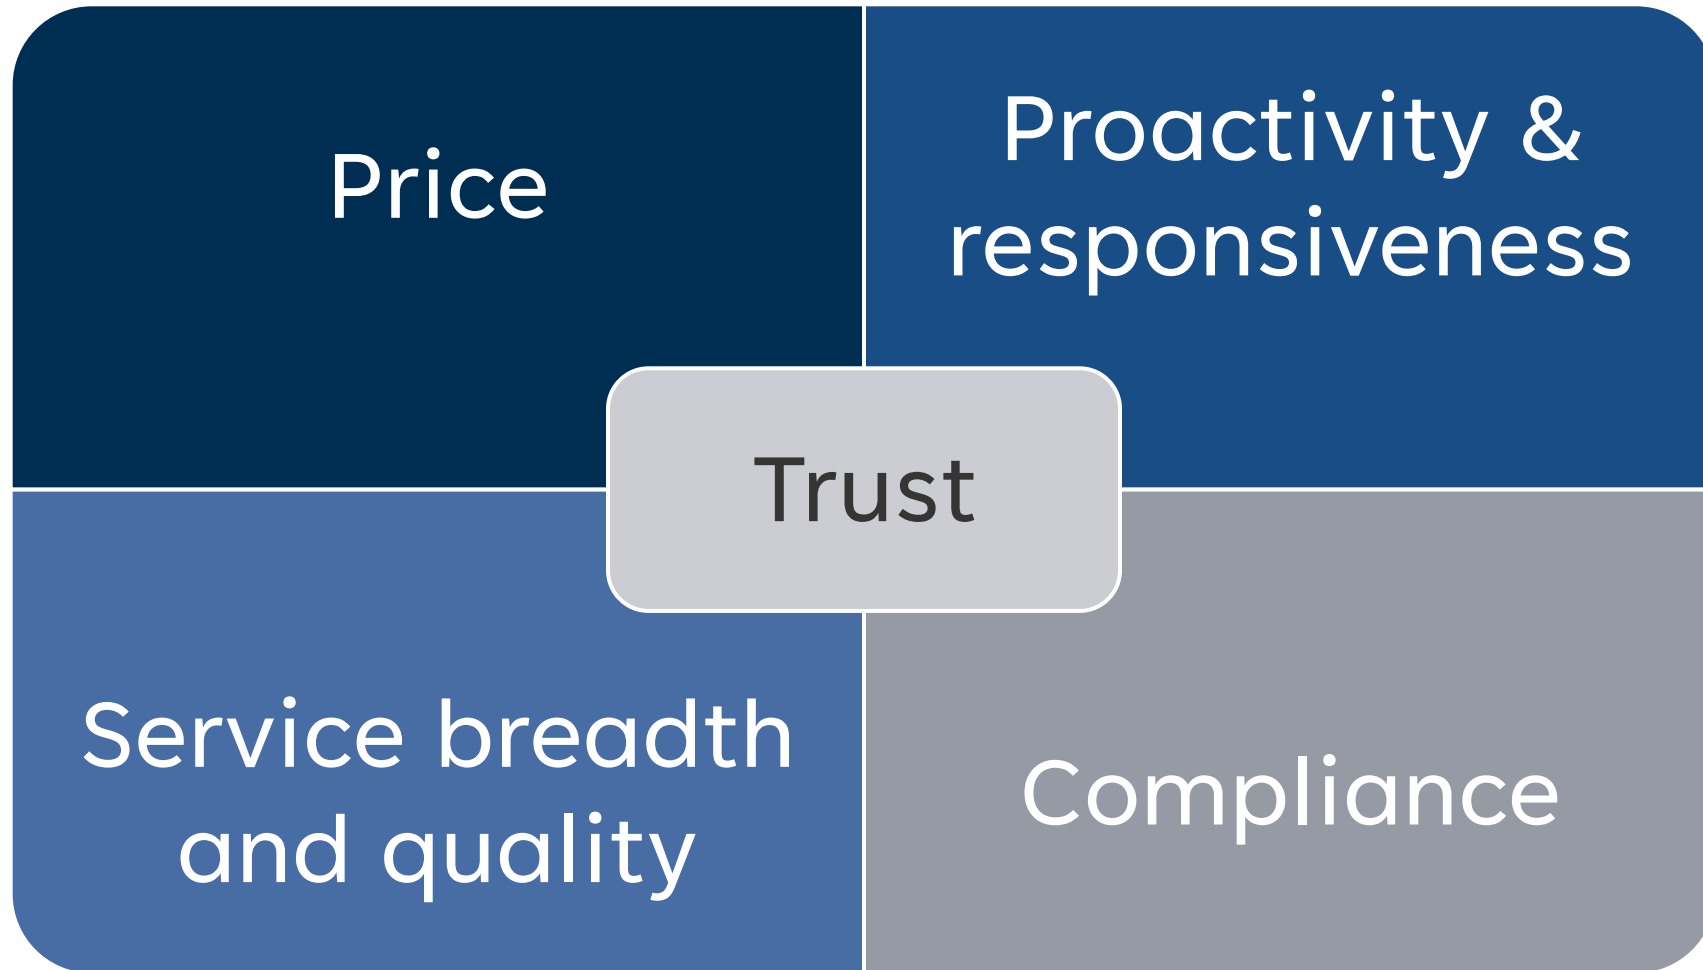 Price
Proactivity &
responsiveness
Trust
Service breadth
and quality
Compliance